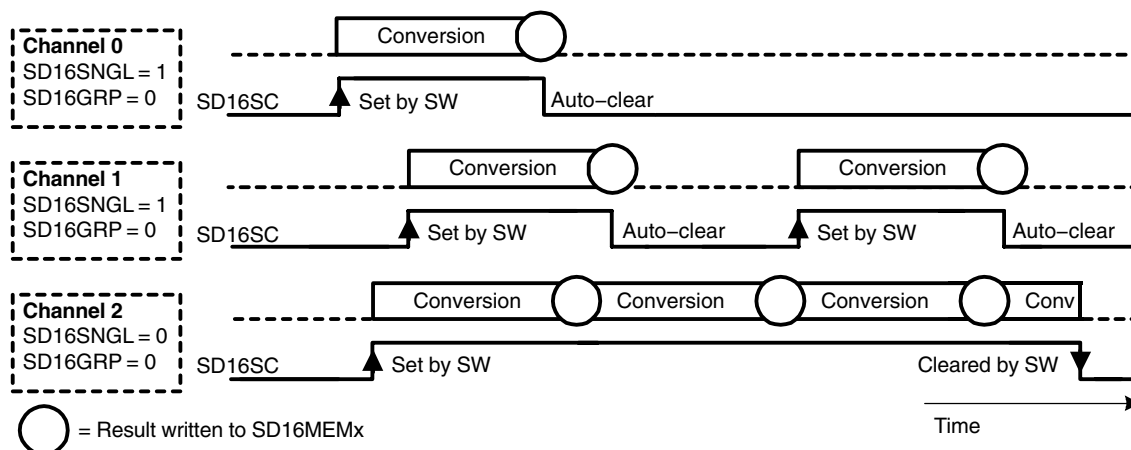 Channel 0
SD16SNGL = 1
SD16GRP = 0
Conversion
SD16SC
Set by SW
Auto−clear
Channel 1
SD16SNGL = 1
SD16GRP = 0
Conversion
Conversion
SD16SC
Set by SW
Auto−clear
Set by SW
Auto−clear
Channel 2
SD16SNGL = 0
SD16GRP = 0
Conversion
Conversion
Conversion
Conv
SD16SC
Set by SW
Cleared by SW
= Result written to SD16MEMx
Time